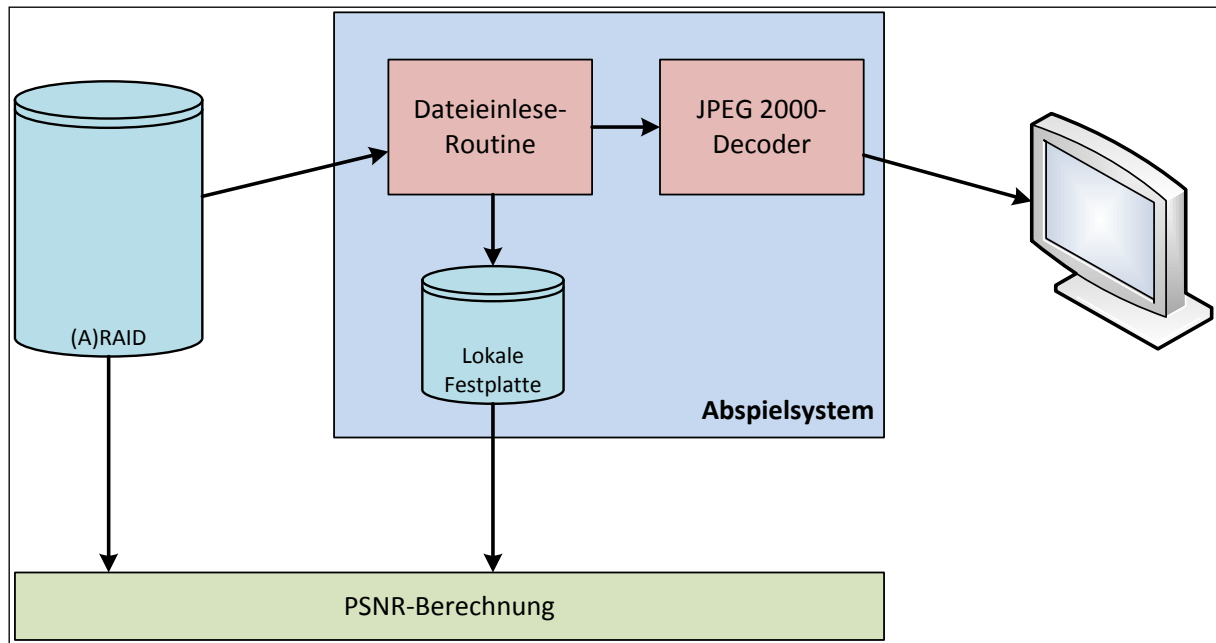 Dateieinlese-
Routine
JPEG 2000-
Decoder
(A)RAID
Lokale
Festplatte
Abspielsystem
PSNR-Berechnung